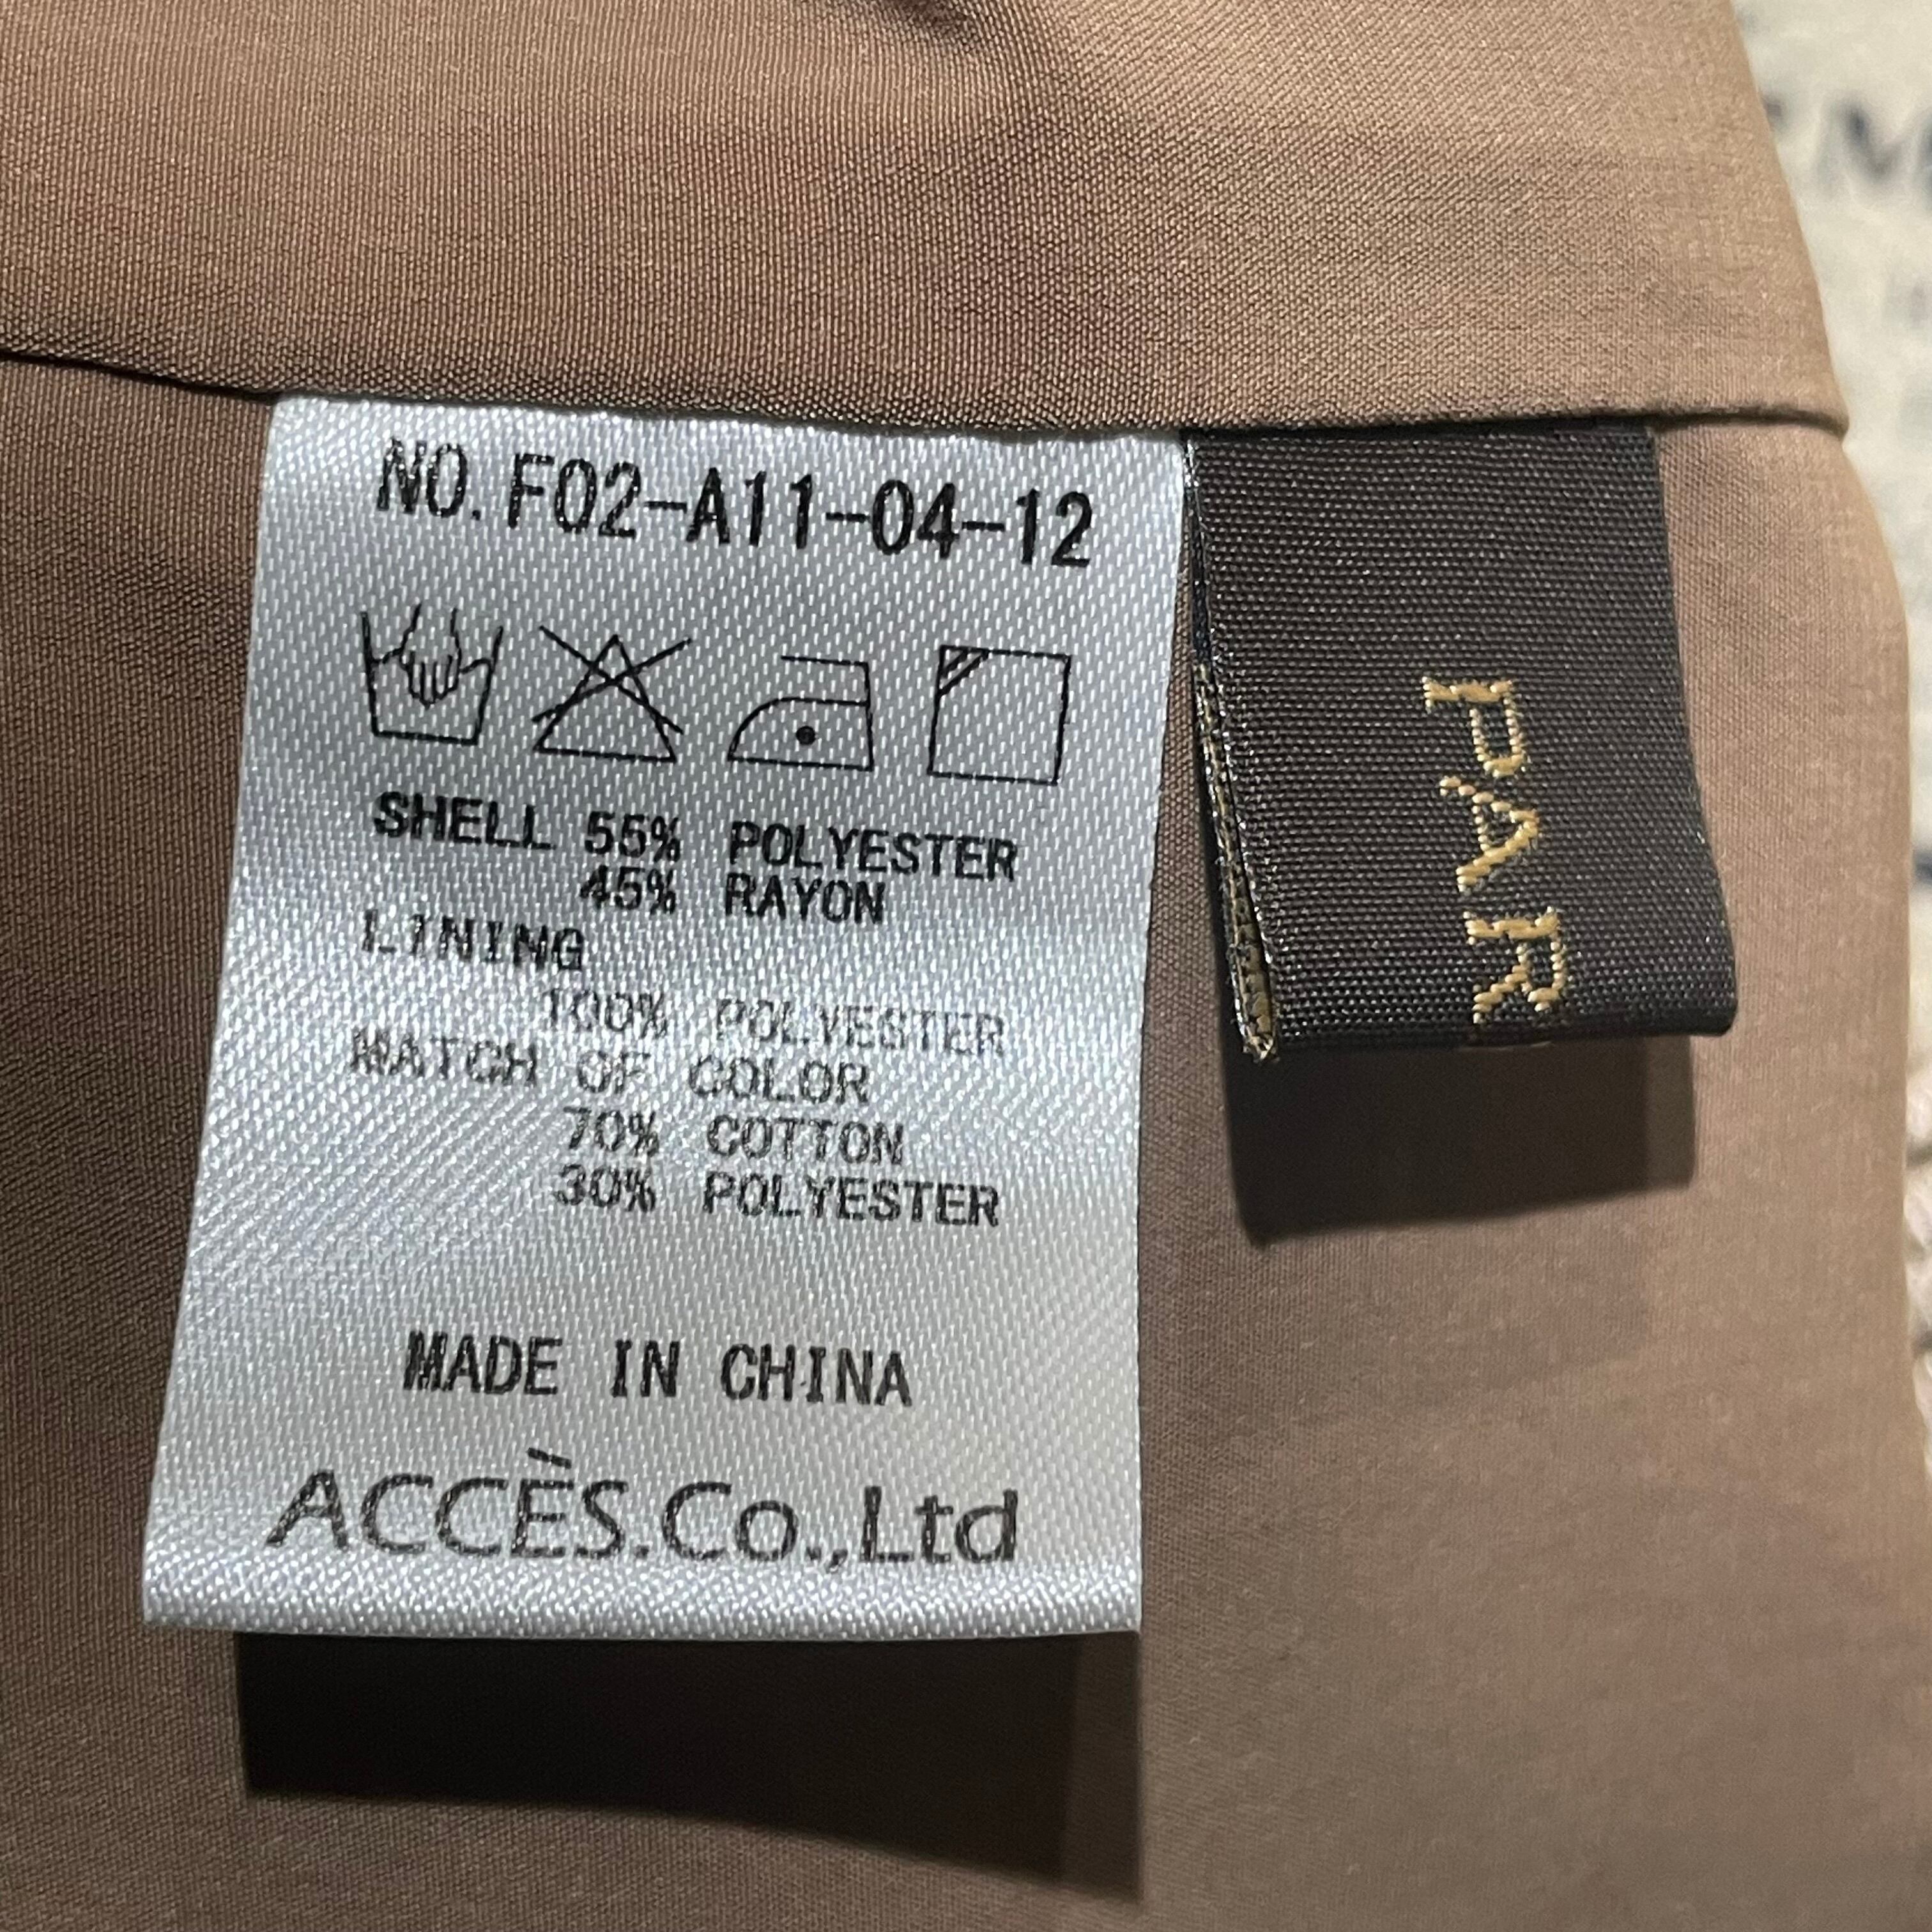 NO.F02-A11-04-12
SHELL 55% POLYESTER
45% RAYON
LINING
100% POLYESTER
MATCH OF COLOR
70% COTTON
30% POLYESTER
MADE IN CHINA
ACCÈS.Co.,Ltd
PAR